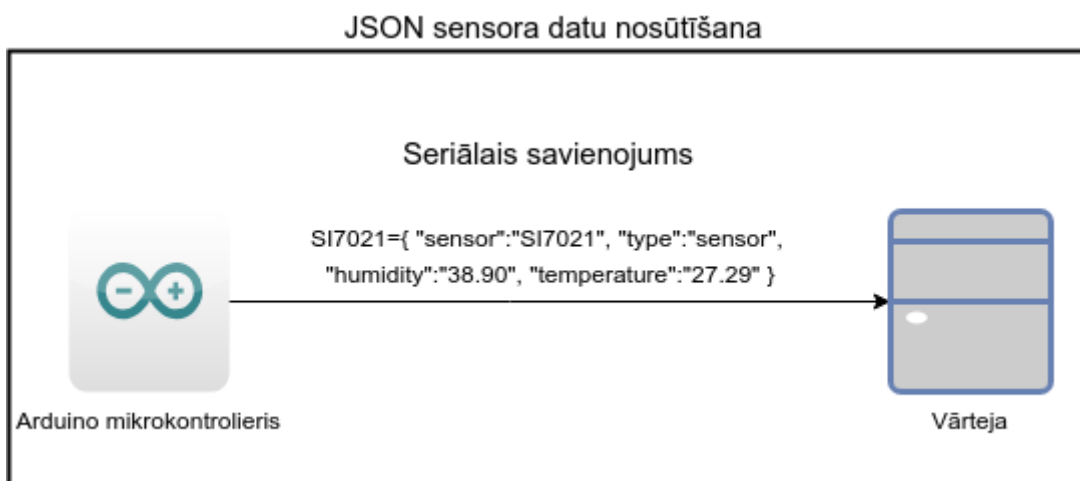 JSON sensora datu nosūtīšana
Seriālais savienojums
SI7021={ "sensor":"SI7021", "type":"sensor",
"humidity":"38.90", "temperature":"27.29" }
Arduino mikrokontrolieris
Vārteja